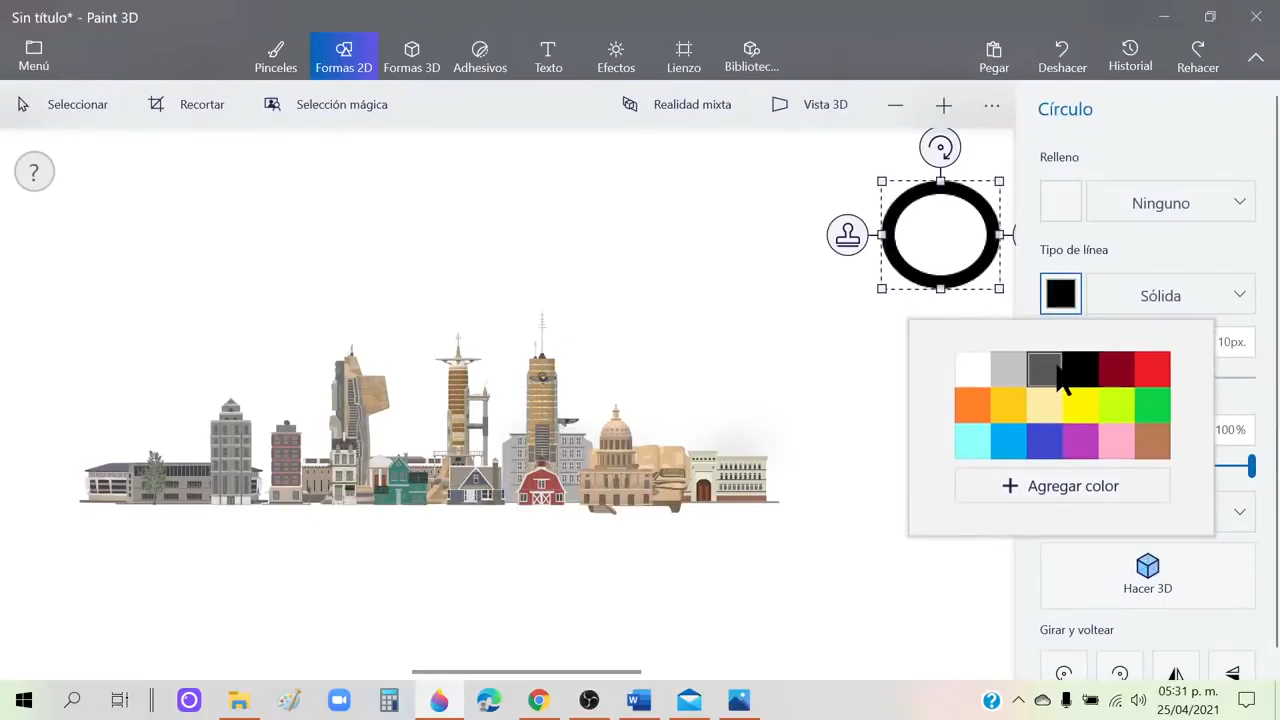 Sin título* - Paint 3D
Menú
Pinceles
Formas 2D
Formas 3D
Adhesivos
Texto
Efectos
Lienzo
Bibliotec...
Pegar
Deshacer
Historial
Rehacer
Seleccionar
Recortar
Selección mágica
Realidad mixta
Vista 3D
Círculo
?
Relleno
Ninguno
Tipo de línea
Sólida
10px.
100%
Agregar color
Hacer 3D
Girar y voltear
05:31 p. m.
25/04/2021